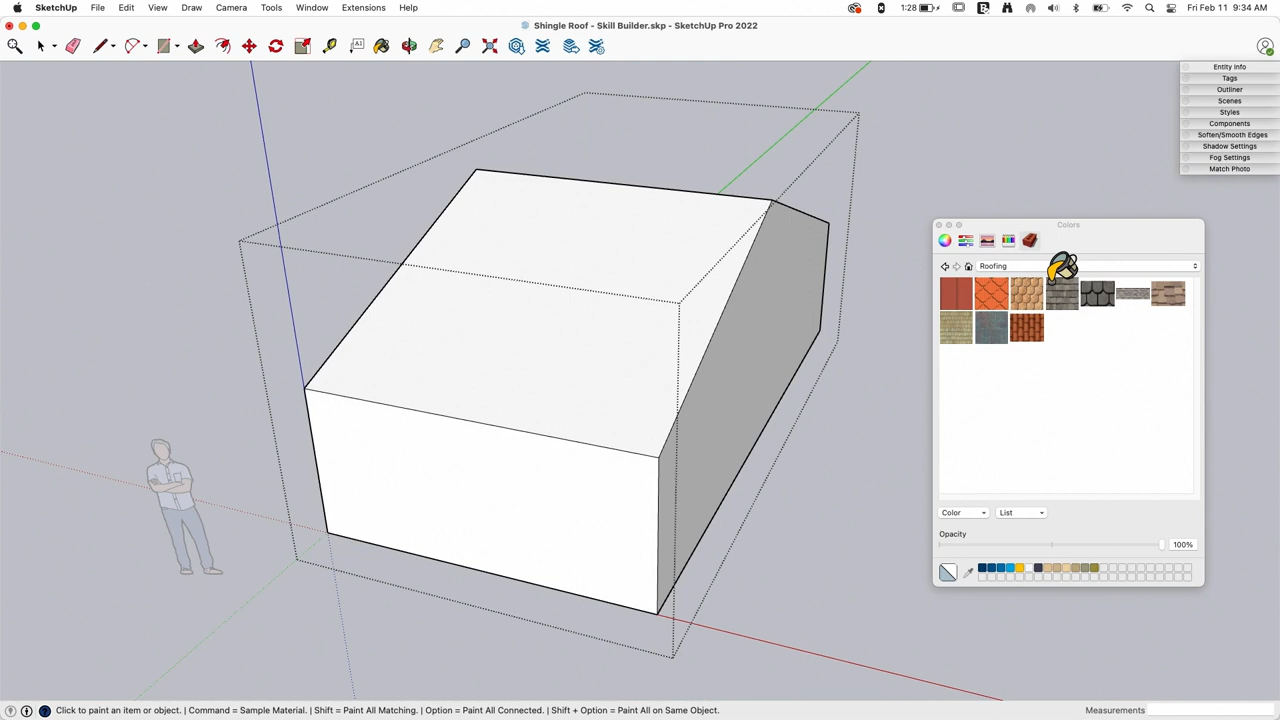 SketchUp File Edit View Draw Camera Tools Window Extensions Help 1:28 Fri Feb 11 9:34 AM
Shingle Roof - Skill Builder.skp - SketchUp Pro 2022
A1
Entity Info
Tags
Outliner
Scenes
Styles
Components
Soften/Smooth Edges
Shadow Settings
Fog Settings
Match Photo
Colors
Roofing
Color List
Opacity
100%
Click to paint an item or object. | Command = Sample Material. | Shift = Paint All Matching. | Option = Paint All Connected. | Shift + Option = Paint All on Same Object. Measurements